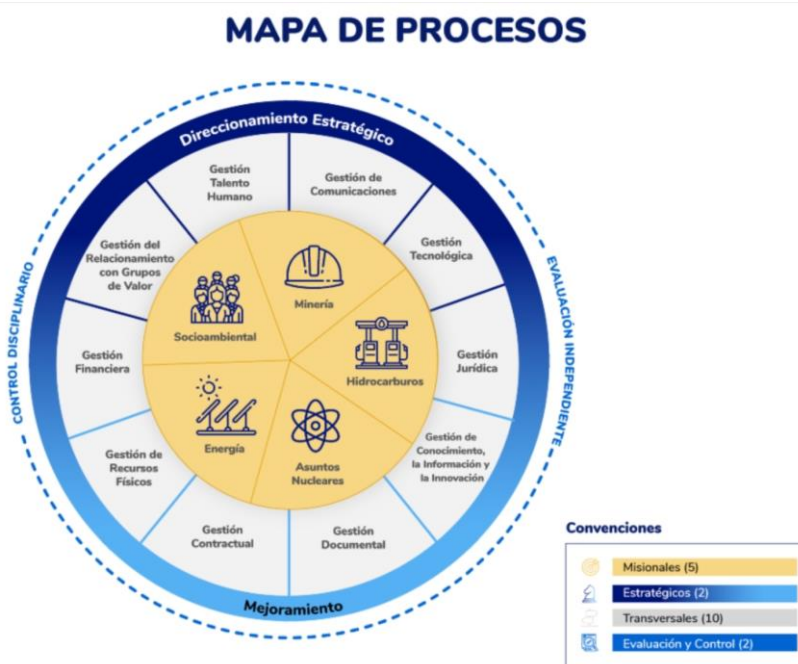 MAPA DE PROCESOS
Direccionamiento Estratégico
Gestión
Talento
Humano
Gestión de
Comunicaciones
Gestión
Tecnológica
Gestión
Jurídica
Gestión de
Conocimiento,
la Información y
la Innovación
Gestión
Documental
Gestión
Contractual
Gestión de
Recursos
Físicos
Gestión
Financiera
Gestión del
Relacionamiento
con Grupos
de Valor
Minería
Hidrocarburos
Asuntos
Nucleares
Energía
Socioambiental
Mejoramiento
CONTROL DISCIPLINARIO
EVALUACIÓN INDEPENDIENTE
Convenciones
Misionales (5)
Estratégicos (2)
Transversales (10)
Evaluación y Control (2)